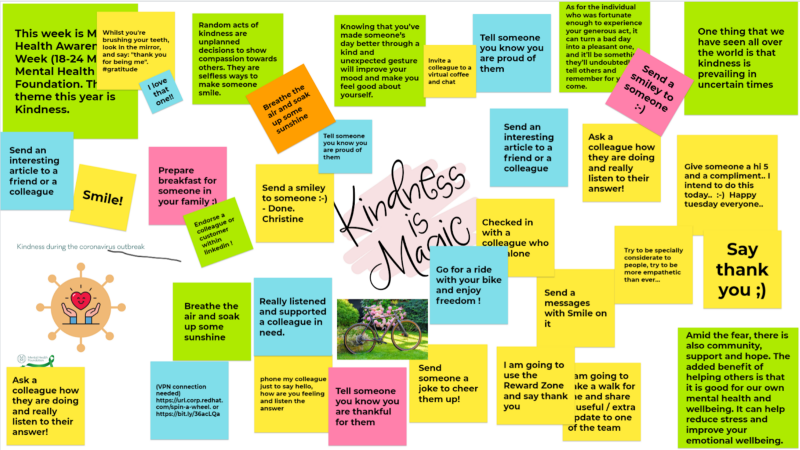 This week is M
Health Awaren
Week (18-24 M
Mental Health
Foundation. Th
theme this year is
Kindness.
Whilst you're
brushing your teeth,
look in the mirror,
and say: "thank you
for being me".
#gratitude
I love
that
one!!
Random acts of
kindness are
unplanned
decisions to show
compassion towards
others. They are
selfless ways to
make someone
smile.
Breathe the
air and soak
up some
sunshine
Knowing that you've
made someone's
day better through a
kind and
unexpected gesture
will improve your
mood and make you
feel good about
yourself.
Invite a
colleague to a
virtual coffee
and chat
Tell someone
you know you
are proud of
them
As for the individual
who was fortunate
enough to experience
your generous act, it
can turn a bad day
into a pleasant one,
and it'll be somethin
they'll undoubted
tell others and
remember for y
come.
Send a
smiley to
someone
:-)
One thing that we
have seen all over
the world is that
kindness is
prevailing in
uncertain times
Send an
interesting
article to a
friend or a
colleague
Smile!
Prepare
breakfast for
someone in
your family :)
Endorse a
colleague or
customer
within
linkedin !
Tell someone
you know you
are proud of
them
Send a smiley
to someone :-)
- Done.
Christine
Kindness
is
Magic
Send an
interesting
article to a
friend or a
colleague
Ask a
colleague how
they are doing
and really
listen to their
answer!
Give someone a hi 5
and a compliment.. I
intend to do this
today.. :-) Happy
tuesday everyone..
Checked in
with a
colleague who
alone
Go for a ride
with your bike
and enjoy
freedom !
Try to be specially
considerate to
people, try to be
more empathetic
than ever...
Say
thank
you ;)
Kindness during the coronavirus outbreak
Breathe the
air and soak
up some
sunshine
Really listened
and supported
a colleague in
need.
Send a
messages
with Smile on
it
Ask a
colleague how
they are doing
and really
listen to their
answer!
(VPN connection
needed)
https://url.corp.redhat.
com/spin-a-wheel. or
https://bit.ly/36acLQa
phone my colleague
just to say hello,
how are you feeling
and listen the
answer
Tell someone
you know you
are thankful
for them
Send
someone a
joke to cheer
them up!
I am going to
use the
Reward Zone
and say thank
you
am going to
ke a walk for
e and share
useful / extra
pdate to one
of the team
Amid the fear, there is
also community,
support and hope. The
added benefit of
helping others is that
it is good for our own
mental health and
wellbeing. It can help
reduce stress and
improve your
emotional wellbeing.